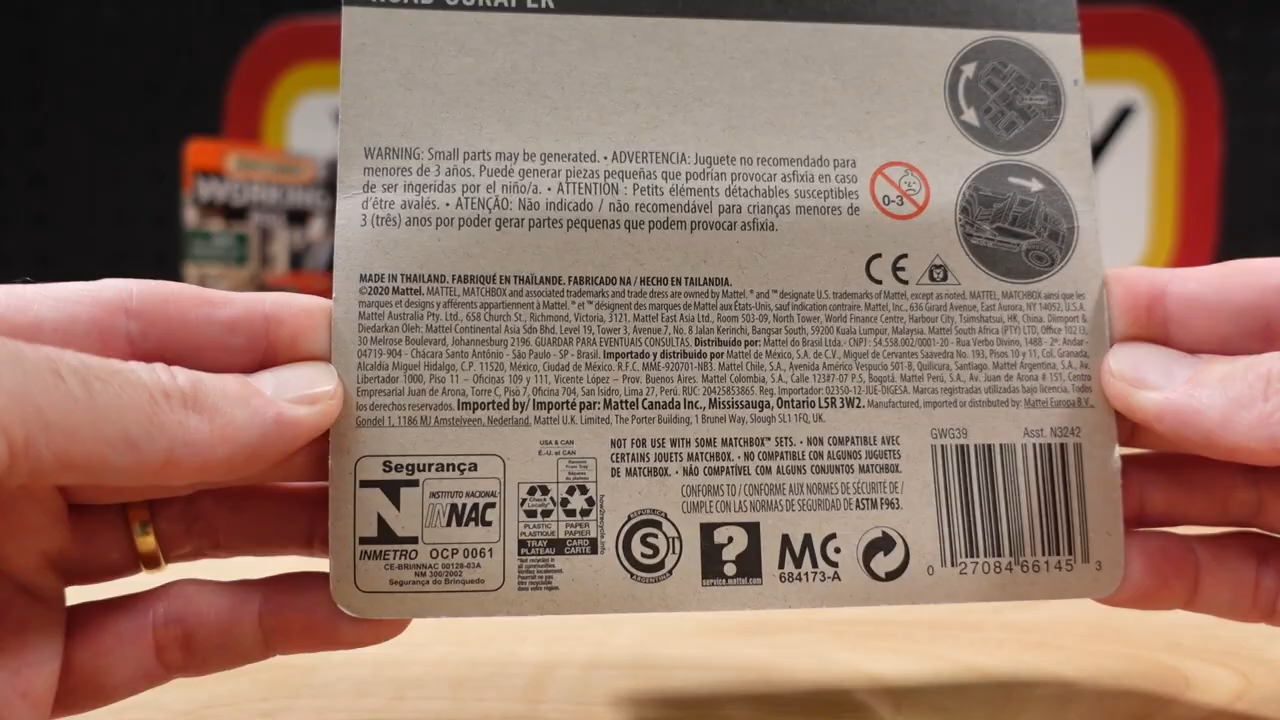 ROAD SCRAPER
WORKING
WARNING: Small parts may be generated. • ADVERTENCIA: Juguete no recomendado para
menores de 3 años. Puede generar piezas pequeñas que podrían provocar asfixia en caso
de ser ingeridas por el niño/a. • ATTENTION : Petits éléments détachables susceptibles
d'être avalés. • ATENÇÃO: Não indicado / não recomendável para crianças menores de
3 (três) anos por poder gerar partes pequenas que podem provocar asfixia.
0-3
CE
MADE IN THAILAND. FABRIQUÉ EN THAÏLANDE. FABRICADO NA / HECHO EN TAILANDIA.
©2020 Mattel. MATTEL, MATCHBOX and associated trademarks and trade dress are owned by Mattel. ® and ™ designate U.S. trademarks of Mattel, except as noted. MATTEL, MATCHBOX ainsi que les
marques et designs y afférents appartiennent à Mattel. ® et ™ désignent des marques de Mattel aux États-Unis, sauf indication contraire. Mattel, Inc., 636 Girard Avenue, East Aurora, NY 14052, U.S.A.
Mattel Australia Pty. Ltd., 658 Church St., Richmond, Victoria, 3121. Mattel East Asia Ltd., Room 503-09, North Tower, World Finance Centre, Harbour City, Tsimshatsui, HK, China. Diimport &
Diedarkan Oleh: Mattel Continental Asia Sdn Bhd. Level 19, Tower 3, Avenue 7, No. 8 Jalan Kerinchi, Bangsar South, 59200 Kuala Lumpur, Malaysia. Mattel South Africa (PTY) LTD, Office 102 I3,
30 Melrose Boulevard, Johannesburg 2196. GUARDAR PARA EVENTUAIS CONSULTAS. Distribuído por: Mattel do Brasil Ltda.- CNPJ : 54.558.002/0001-20 - Rua Verbo Divino, 1488 - 2º. Andar -
04719-904 - Chácara Santo Antônio - São Paulo - SP - Brasil. Importado y distribuido por Mattel de México, S.A. de C.V., Miguel de Cervantes Saavedra No. 193, Pisos 10 y 11, Col. Granada,
Alcaldía Miguel Hidalgo, C.P. 11520, México, Ciudad de México. R.F.C. MME-920701-NB3. Mattel Chile, S.A., Avenida Américo Vespucio 501-B, Quilicura, Santiago. Mattel Argentina, S.A., Av.
Libertador 1000, Piso 11 – Oficinas 109 y 111, Vicente López – Prov. Buenos Aires. Mattel Colombia, S.A., Calle 123#7-07 P.5, Bogotá. Mattel Perú, S.A., Av. Juan de Arona # 151, Centro
Empresarial Juan de Arona, Torre C, Piso 7, Oficina 704, San Isidro, Lima 27, Perú. RUC: 20425853865. Reg. Importador: 02350-12-JUE-DIGESA. Marcas registradas utilizadas bajo licencia. Todos
los derechos reservados. Imported by/ Importé par: Mattel Canada Inc., Mississauga, Ontario L5R 3W2. Manufactured, imported or distributed by: Mattel Europa B.V.,
Gondel 1, 1186 MJ Amstelveen, Nederland. Mattel U.K. Limited, The Porter Building, 1 Brunel Way, Slough SL1 1FQ, UK.
GWG39 Asst. N3242
USA & CAN
É.-U. et CAN
NOT FOR USE WITH SOME MATCHBOX™ SETS. • NON COMPATIBLE AVEC
CERTAINS JOUETS MATCHBOX. • NO COMPATIBLE CON ALGUNOS JUGUETES
DE MATCHBOX. • NÃO COMPATÍVEL COM ALGUNS CONJUNTOS MATCHBOX.
CONFORMS TO / CONFORME AUX NORMES DE SÉCURITÉ DE /
CUMPLE CON LAS NORMAS DE SEGURIDAD DE ASTM F963.
Segurança
INSTITUTO NACIONAL
INNAC
INMETRO OCP 0061
CE-BRI/INNAC 00128-03A
NM 300/2002
Segurança do Brinquedo
Remove
From Tray
Séparez
du plateau
Check
Locally*
PLASTIC
PLASTIQUE
PAPER
PAPIER
TRAY
PLATEAU
CARD
CARTE
*Not recycled in
all communities
how2recycle.info
REPUBLICA
S
ARGENTINA
?
service.mattel.com
MC
684173-A
0 27084 66145 3